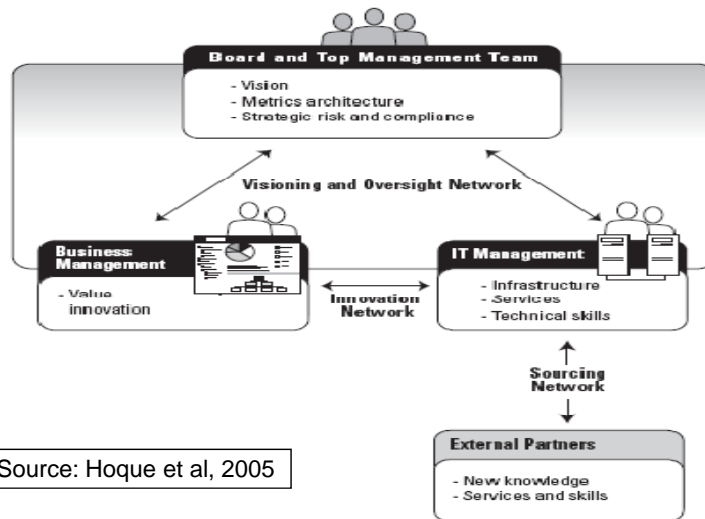 Board and Top Management Team
- Vision
- Metrics architecture
- Strategic risk and compliance
Visioning and Oversight Network
Business
Management
- Value
innovation
Innovation
Network
IT Management
- Infrastructure
- Services
- Technical skills
Sourcing
Network
External Partners
- New knowledge
- Services and skills
Source: Hoque et al, 2005